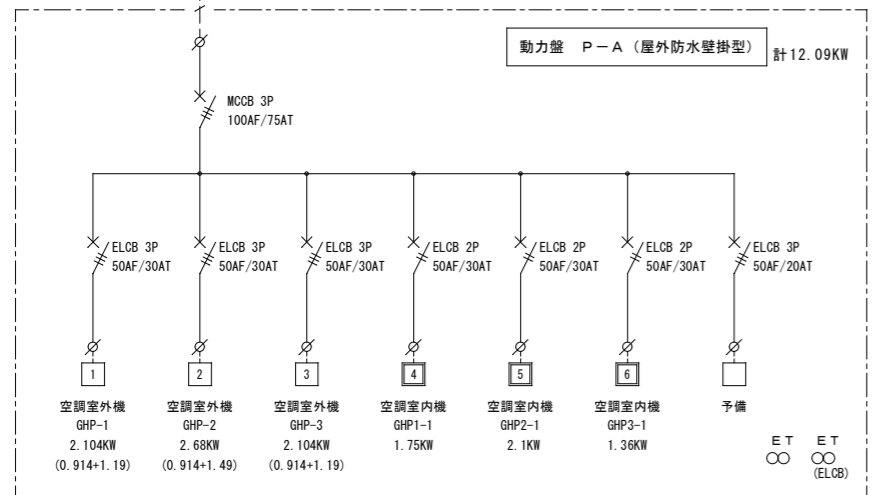 動力盤 P－A（屋外防水壁掛型）
計12.09KW
MCCB 3P
100AF/75AT
ELCB 3P
50AF/30AT
ELCB 3P
50AF/30AT
ELCB 3P
50AF/30AT
ELCB 2P
50AF/30AT
ELCB 2P
50AF/30AT
ELCB 2P
50AF/30AT
ELCB 3P
50AF/20AT
1
2
3
4
5
6
空調室外機
GHP-1
2.104KW
(0.914+1.19)
空調室外機
GHP-2
2.68KW
(0.914+1.49)
空調室外機
GHP-3
2.104KW
(0.914+1.19)
空調室内機
GHP1-1
1.75KW
空調室内機
GHP2-1
2.1KW
空調室内機
GHP3-1
1.36KW
予備
ＥＴ
ＥＴ
(ELCB)